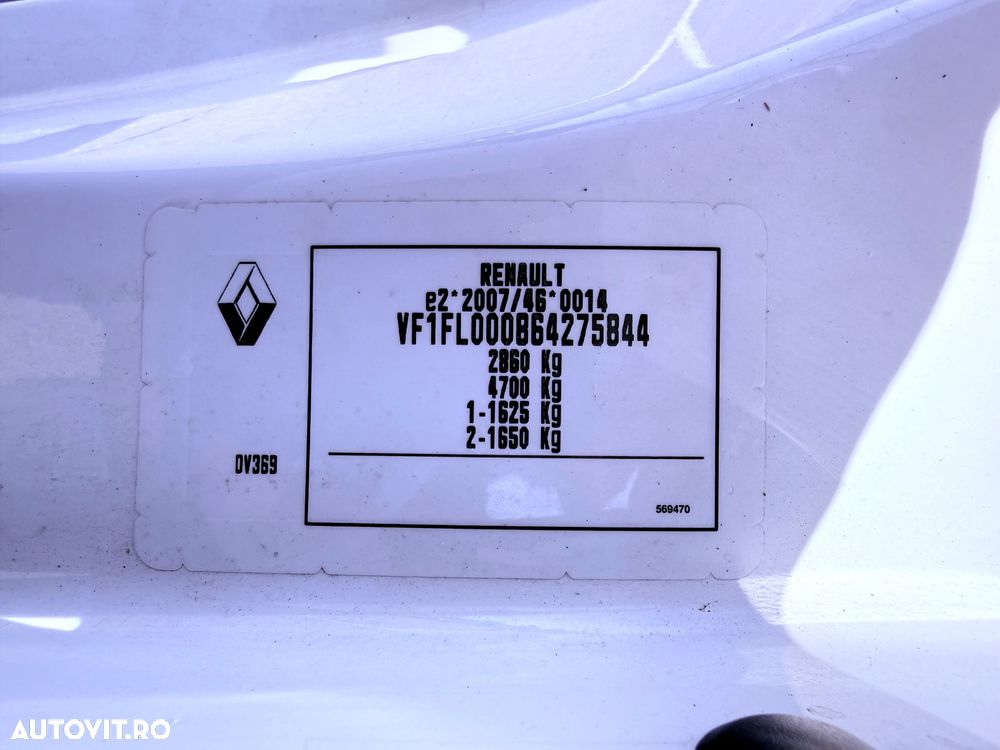 RENAULT
e2*2007/46*0014
VF1FL000864275844
2860 Kg
4700 Kg
1-1625 Kg
2-1650 Kg
DV369
569470
AUTOVIT.RO